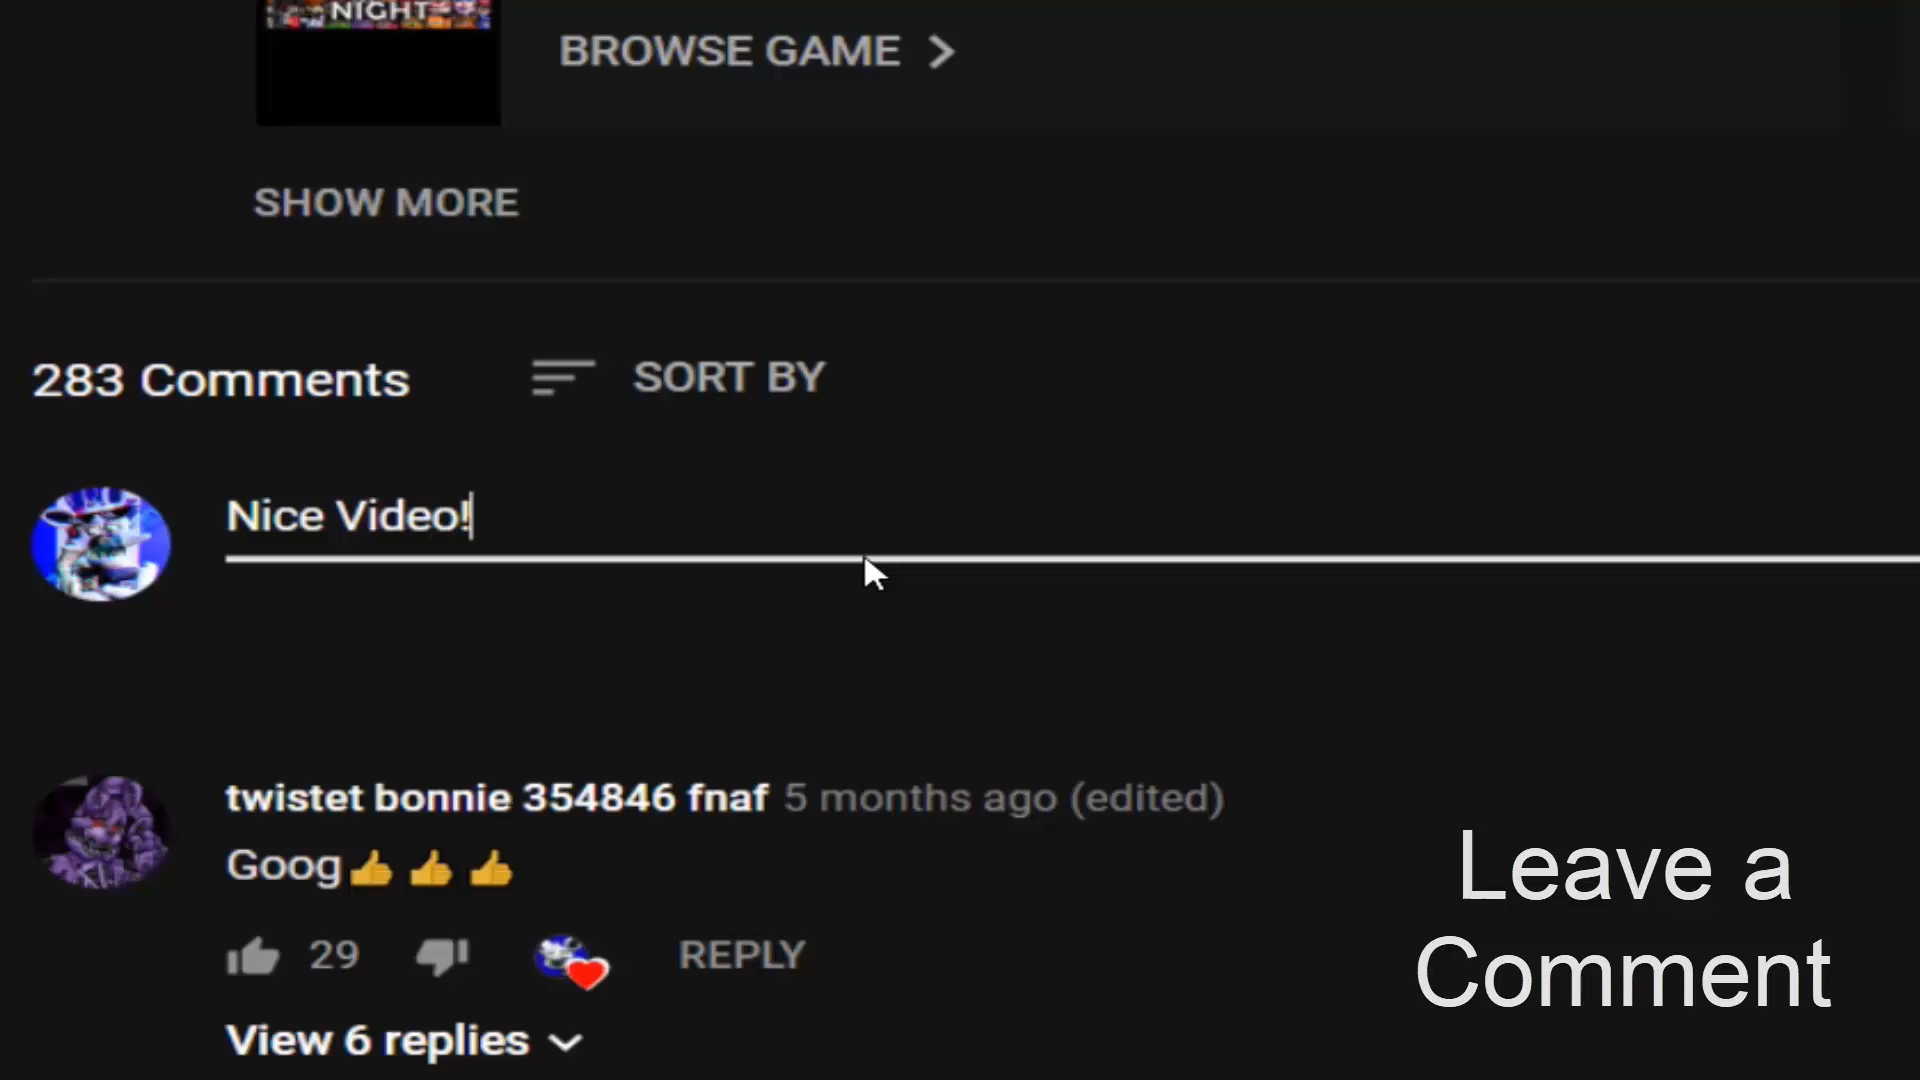 NIGHT
BROWSE GAME
SHOW MORE
283 Comments
SORT BY
Nice Video!
twistet bonnie 354846 fnaf 5 months ago (edited)
Goog👍👍👍
29
REPLY
View 6 replies
Leave a
Comment